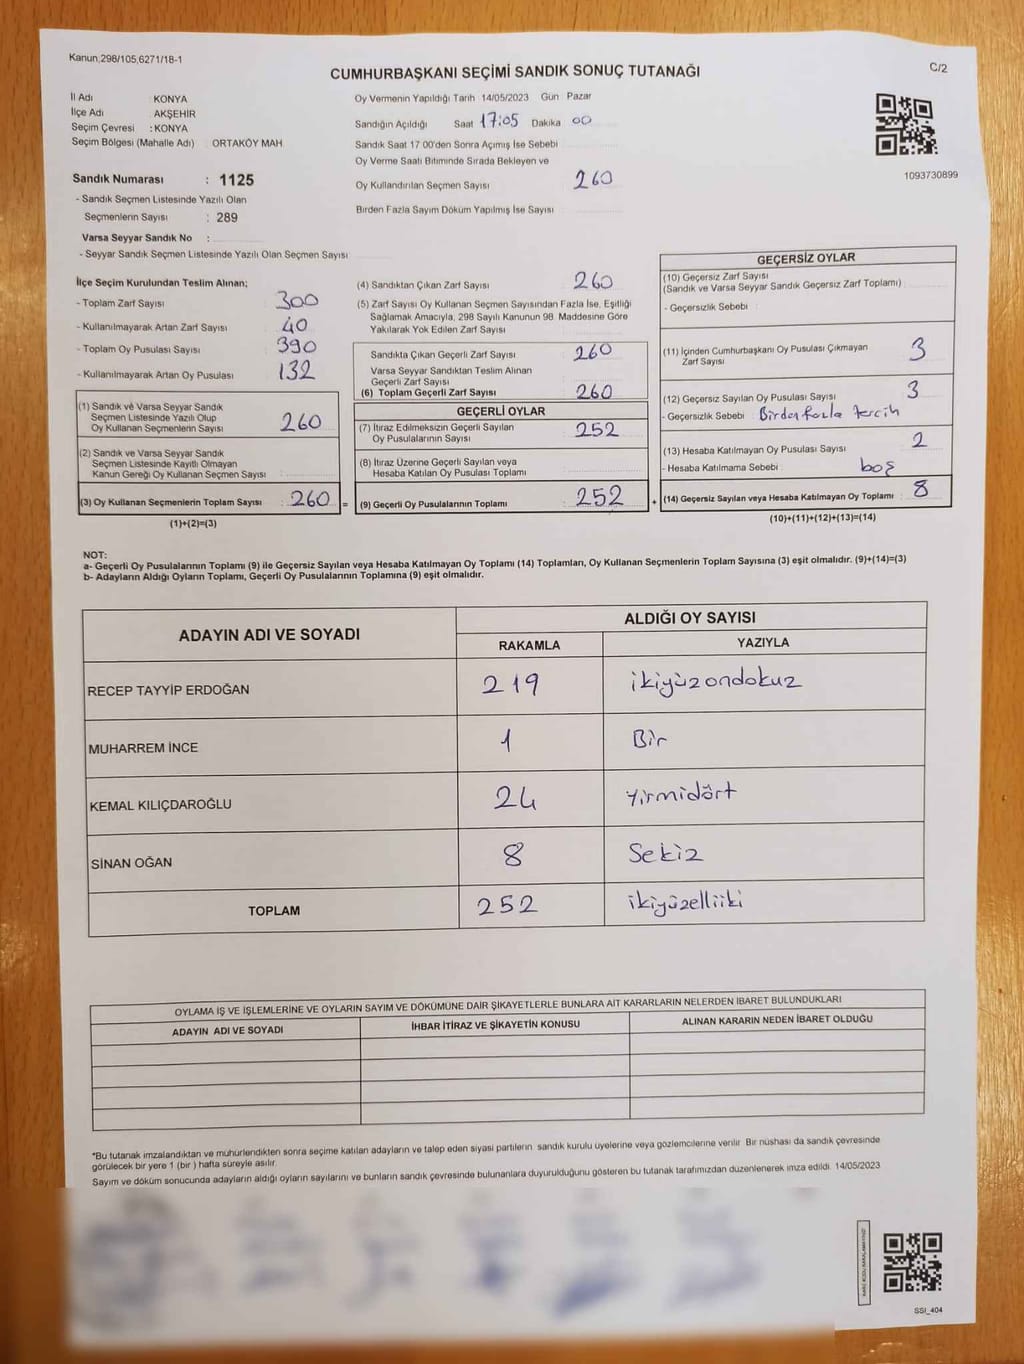 Kanun,298/105,6271/18-1
CUMHURBAŞKANI SEÇİMİ SANDIK SONUÇ TUTANAĞI
C/2
İl Adı KONYA
İlçe Adı AKŞEHİR
Seçim Çevresi : KONYA
Seçim Bölgesi (Mahalle Adı) ORTAKÖY MAH
Oy Vermenin Yapıldığı Tarih 14/05/2023 Gün Pazar
Sandığın Açıldığı Saat 17:05 Dakika 00
Sandık Saat 17 00'den Sonra Açımış İse Sebebi
Oy Verme Saati Bitiminde Sırada Bekleyen ve
Oy Kullandırılan Seçmen Sayısı 260
Birden Fazla Sayım Döküm Yapılmış İse Sayısı
1093730899
Sandık Numarası : 1125
- Sandık Seçmen Listesinde Yazılı Olan
Seçmenlerin Sayısı : 289
Varsa Seyyar Sandık No :
- Seyyar Sandık Seçmen Listesinde Yazılı Olan Seçmen Sayısı
İlçe Seçim Kurulundan Teslim Alınan;
- Toplam Zarf Sayısı 300
- Kullanılmayarak Artan Zarf Sayısı 40
- Toplam Oy Pusulası Sayısı 390
- Kullanılmayarak Artan Oy Pusulası 132
(1) Sandık ve Varsa Seyyar Sandık
Seçmen Listesinde Yazılı Olup
Oy Kullanan Seçmenlerin Sayısı 260
(2) Sandık ve Varsa Seyyar Sandık
Seçmen Listesinde Kayıtlı Olmayan
Kanun Gereği Oy Kullanan Seçmen Sayısı
(3) Oy Kullanan Seçmenlerin Toplam Sayısı : 260 =
(1)+(2)=(3)
(4) Sandıktan Çıkan Zarf Sayısı 260
(5) Zarf Sayısı Oy Kullanan Seçmen Sayısından Fazla İse, Eşitliği
Sağlamak Amacıyla, 298 Sayılı Kanunun 98. Maddesine Göre
Yakılarak Yok Edilen Zarf Sayısı
Sandıkta Çıkan Geçerli Zarf Sayısı 260
Varsa Seyyar Sandıktan Teslim Alınan
Geçerli Zarf Sayısı
(6) Toplam Geçerli Zarf Sayısı 260
GEÇERLİ OYLAR
(7) İtiraz Edilmeksizin Geçerli Sayılan
Oy Pusulalarının Sayısı 252
(8) İtiraz Üzerine Geçerli Sayılan veya
Hesaba Katılan Oy Pusulası Toplamı
(9) Geçerli Oy Pusulalarının Toplamı : 252 +
GEÇERSİZ OYLAR
(10) Geçersiz Zarf Sayısı
(Sandık ve Varsa Seyyar Sandık Geçersiz Zarf Toplamı)
- Geçersizlik Sebebi
(11) İçinden Cumhurbaşkanı Oy Pusulası Çıkmayan
Zarf Sayısı 3
(12) Geçersiz Sayılan Oy Pusulası Sayısı 3
- Geçersizlik Sebebi Birden fazla tercih
(13) Hesaba Katılmayan Oy Pusulası Sayısı 2
- Hesaba Katılmama Sebebi boş
(14) Geçersiz Sayılan veya Hesaba Katılmayan Oy Toplamı : 8
(10)+(11)+(12)+(13)=(14)
NOT:
a- Geçerli Oy Pusulalarının Toplamı (9) ile Geçersiz Sayılan veya Hesaba Katılmayan Oy Toplamı (14) Toplamları, Oy Kullanan Seçmenlerin Toplam Sayısına (3) eşit olmalıdır. (9)+(14)=(3)
b- Adayların Aldığı Oyların Toplamı, Geçerli Oy Pusulalarının Toplamına (9) eşit olmalıdır.
ADAYIN ADI VE SOYADI
ALDIĞI OY SAYISI
RAKAMLA YAZIYLA
RECEP TAYYİP ERDOĞAN 219 ikiyüzondokuz
MUHARREM İNCE 1 Bir
KEMAL KILIÇDAROĞLU 24 Yirmidört
SİNAN OĞAN 8 Sekiz
TOPLAM 252 ikiyüzelliiki
OYLAMA İŞ VE İŞLEMLERİNE VE OYLARIN SAYIM VE DÖKÜMÜNE DAİR ŞİKAYETLERLE BUNLARA AİT KARARLARIN NELERDEN İBARET BULUNDUKLARI
ADAYIN ADI VE SOYADI İHBAR İTİRAZ VE ŞİKAYETİN KONUSU ALINAN KARARIN NEDEN İBARET OLDUĞU
*Bu tutanak imzalandıktan ve mühürlendikten sonra seçime katılan adayların ve talep eden siyasi partilerin sandık kurulu üyelerine veya gözlemcilerine verilir Bir nüshası da sandık çevresinde
görülecek bir yere 1 (bir ) hafta süreyle asılır.
Sayım ve döküm sonucunda adayların aldığı oyların sayılarını ve bunların sandık çevresinde bulunanlara duyurulduğunu gösteren bu tutanak tarafımızdan düzenlenerek imza edildi 14/05/2023
SSI_404